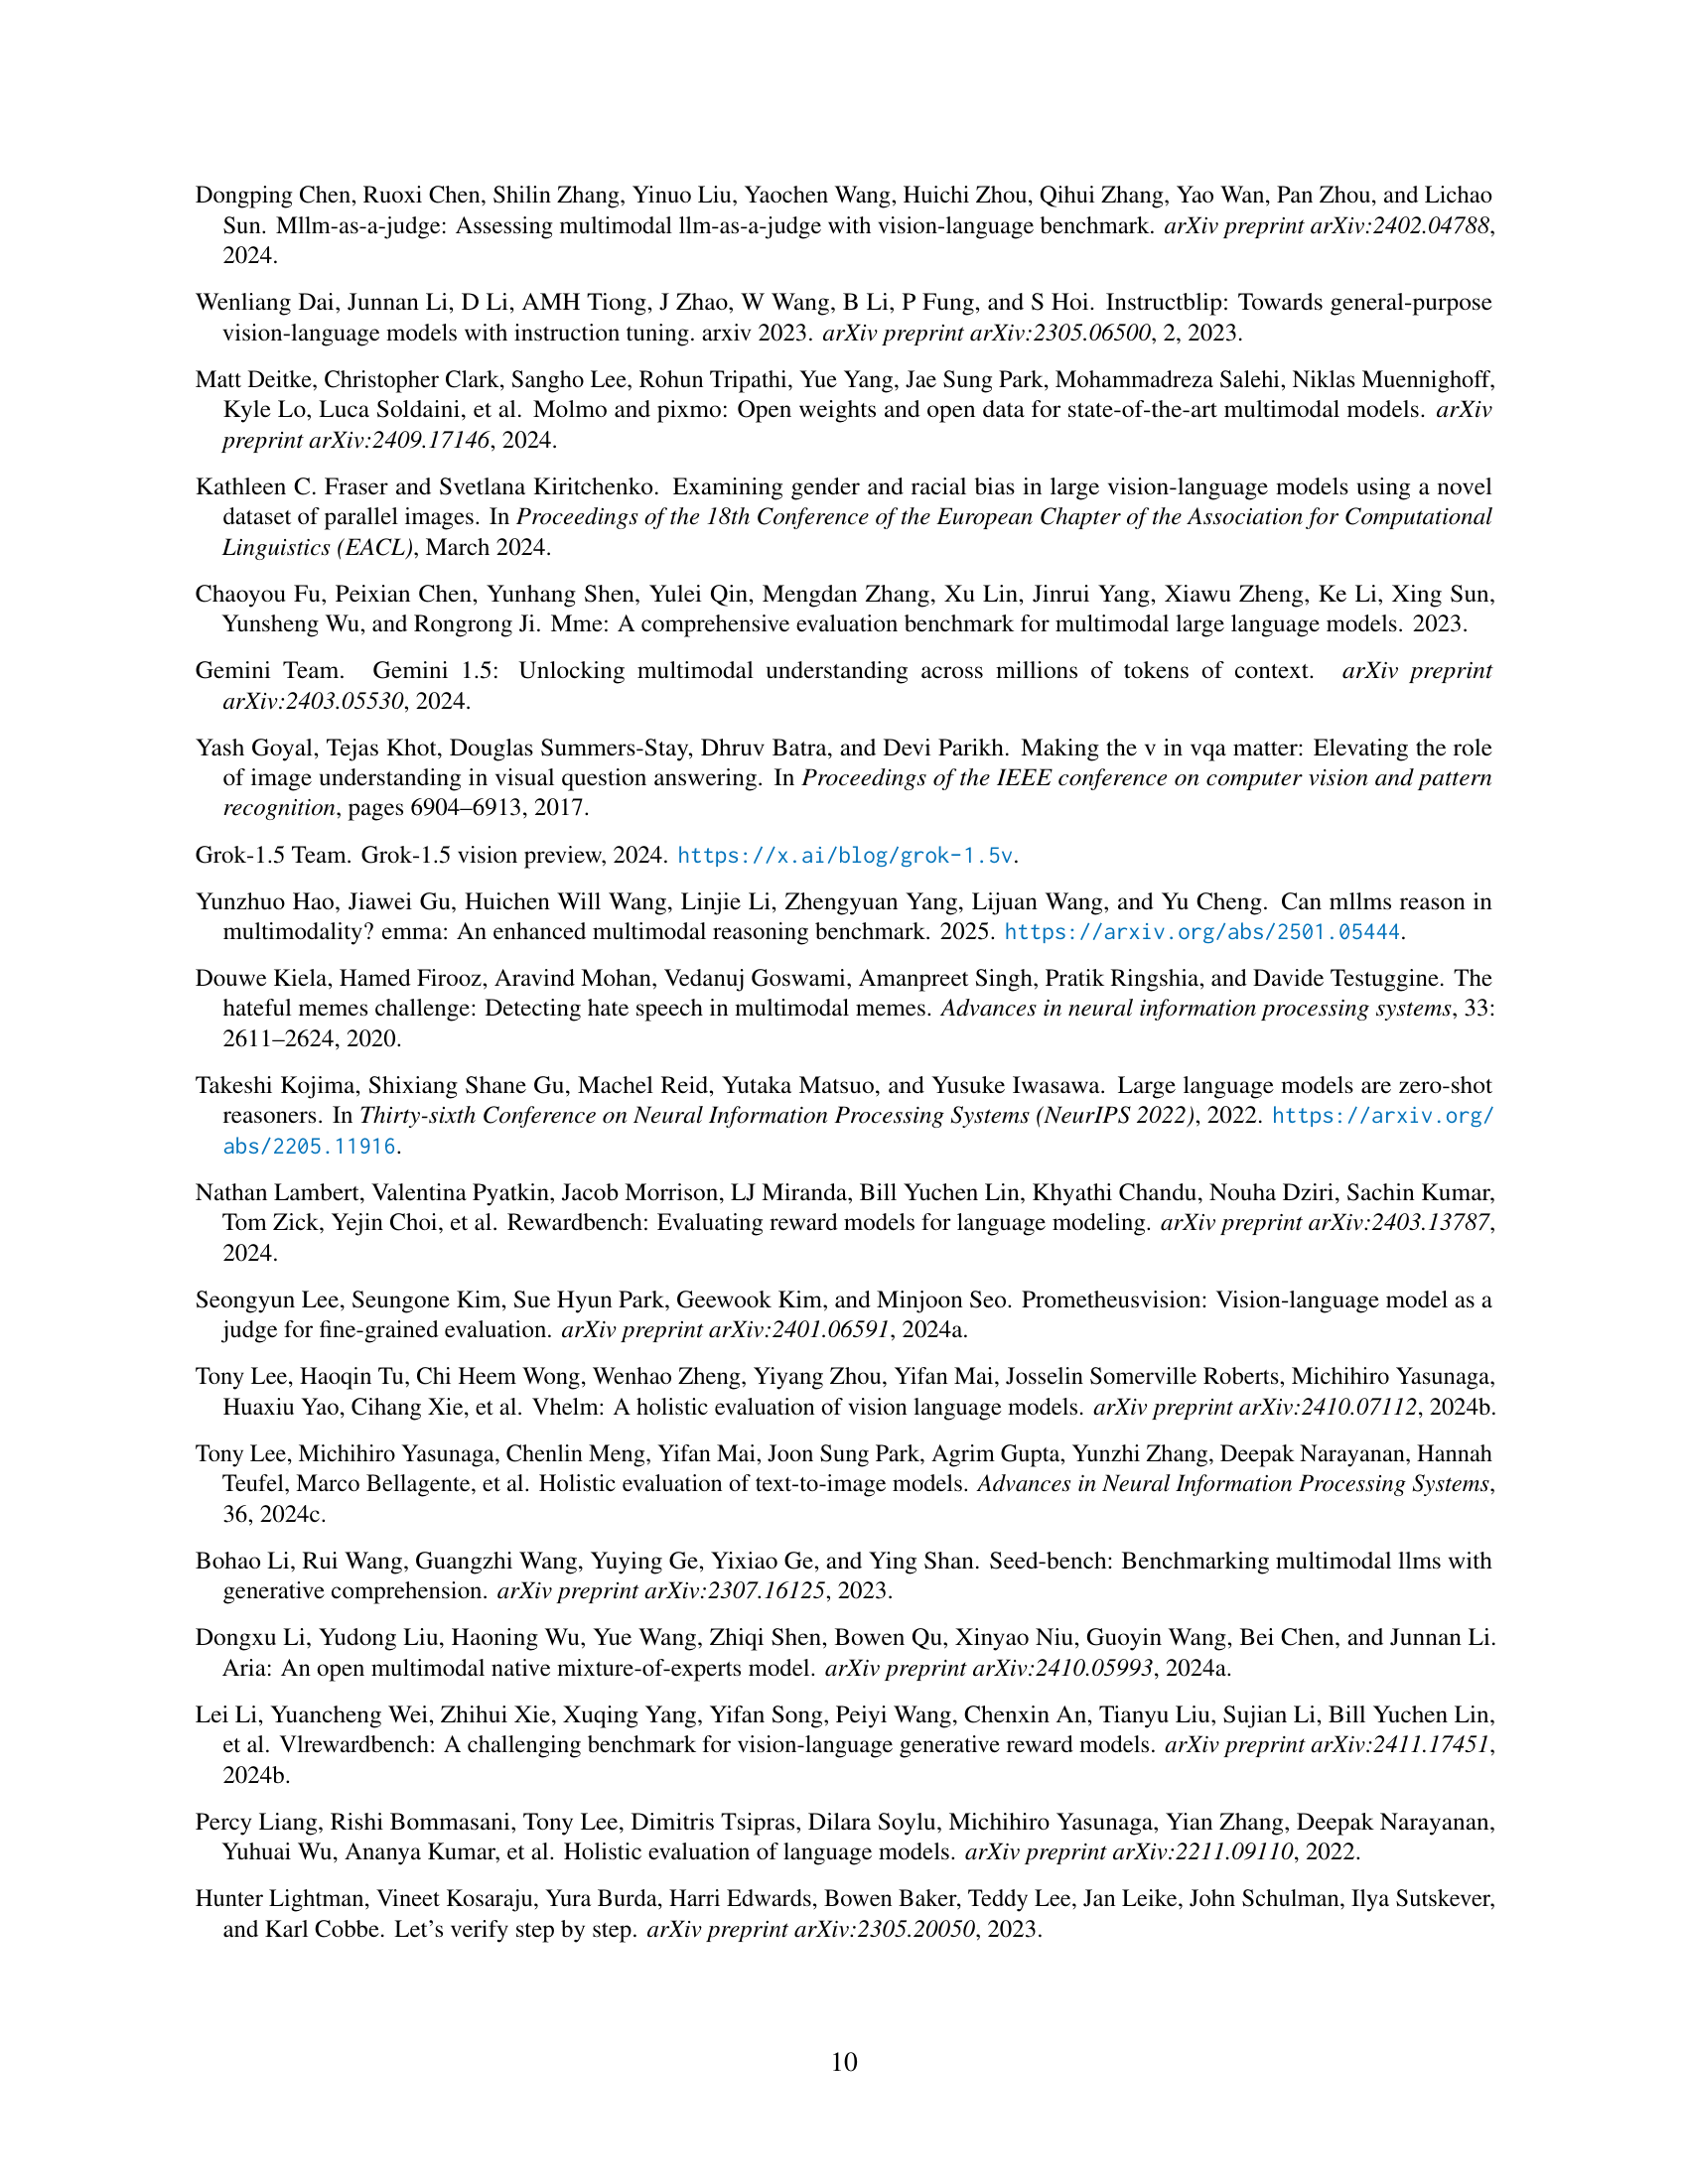 Dongping Chen, Ruoxi Chen, Shilin Zhang, Yinuo Liu, Yaochen Wang, Huichi Zhou, Qihui Zhang, Yao Wan, Pan Zhou, and Lichao
Sun. Mllm-as-a-judge: Assessing multimodal llm-as-a-judge with vision-language benchmark. arXiv preprint arXiv:2402.04788,
2024.
Wenliang Dai, Junnan Li, D Li, AMH Tiong, J Zhao, W Wang, B Li, P Fung, and S Hoi. Instructblip: Towards general-purpose
vision-language models with instruction tuning. arxiv 2023. arXiv preprint arXiv:2305.06500, 2, 2023.
Matt Deitke, Christopher Clark, Sangho Lee, Rohun Tripathi, Yue Yang, Jae Sung Park, Mohammadreza Salehi, Niklas Muennighoff,
Kyle Lo, Luca Soldaini, et al. Molmo and pixmo: Open weights and open data for state-of-the-art multimodal models. arXiv
preprint arXiv:2409.17146, 2024.
Kathleen C. Fraser and Svetlana Kiritchenko. Examining gender and racial bias in large vision-language models using a novel
dataset of parallel images. In Proceedings of the 18th Conference of the European Chapter of the Association for Computational
Linguistics (EACL), March 2024.
Chaoyou Fu, Peixian Chen, Yunhang Shen, Yulei Qin, Mengdan Zhang, Xu Lin, Jinrui Yang, Xiawu Zheng, Ke Li, Xing Sun,
Yunsheng Wu, and Rongrong Ji. Mme: A comprehensive evaluation benchmark for multimodal large language models. 2023.
Gemini Team. Gemini 1.5: Unlocking multimodal understanding across millions of tokens of context. arXiv preprint
arXiv:2403.05530, 2024.
Yash Goyal, Tejas Khot, Douglas Summers-Stay, Dhruv Batra, and Devi Parikh. Making the v in vqa matter: Elevating the role
of image understanding in visual question answering. In Proceedings of the IEEE conference on computer vision and pattern
recognition, pages 6904–6913, 2017.
Grok-1.5 Team. Grok-1.5 vision preview, 2024. https://x.ai/blog/grok-1.5v.
Yunzhuo Hao, Jiawei Gu, Huichen Will Wang, Linjie Li, Zhengyuan Yang, Lijuan Wang, and Yu Cheng. Can mllms reason in
multimodality? emma: An enhanced multimodal reasoning benchmark. 2025. https://arxiv.org/abs/2501.05444.
Douwe Kiela, Hamed Firooz, Aravind Mohan, Vedanuj Goswami, Amanpreet Singh, Pratik Ringshia, and Davide Testuggine. The
hateful memes challenge: Detecting hate speech in multimodal memes. Advances in neural information processing systems, 33:
2611–2624, 2020.
Takeshi Kojima, Shixiang Shane Gu, Machel Reid, Yutaka Matsuo, and Yusuke Iwasawa. Large language models are zero-shot
reasoners. In Thirty-sixth Conference on Neural Information Processing Systems (NeurIPS 2022), 2022. https://arxiv.org/
abs/2205.11916.
Nathan Lambert, Valentina Pyatkin, Jacob Morrison, LJ Miranda, Bill Yuchen Lin, Khyathi Chandu, Nouha Dziri, Sachin Kumar,
Tom Zick, Yejin Choi, et al. Rewardbench: Evaluating reward models for language modeling. arXiv preprint arXiv:2403.13787,
2024.
Seongyun Lee, Seungone Kim, Sue Hyun Park, Geewook Kim, and Minjoon Seo. Prometheusvision: Vision-language model as a
judge for fine-grained evaluation. arXiv preprint arXiv:2401.06591, 2024a.
Tony Lee, Haoqin Tu, Chi Heem Wong, Wenhao Zheng, Yiyang Zhou, Yifan Mai, Josselin Somerville Roberts, Michihiro Yasunaga,
Huaxiu Yao, Cihang Xie, et al. Vhelm: A holistic evaluation of vision language models. arXiv preprint arXiv:2410.07112, 2024b.
Tony Lee, Michihiro Yasunaga, Chenlin Meng, Yifan Mai, Joon Sung Park, Agrim Gupta, Yunzhi Zhang, Deepak Narayanan, Hannah
Teufel, Marco Bellagente, et al. Holistic evaluation of text-to-image models. Advances in Neural Information Processing Systems,
36, 2024c.
Bohao Li, Rui Wang, Guangzhi Wang, Yuying Ge, Yixiao Ge, and Ying Shan. Seed-bench: Benchmarking multimodal llms with
generative comprehension. arXiv preprint arXiv:2307.16125, 2023.
Dongxu Li, Yudong Liu, Haoning Wu, Yue Wang, Zhiqi Shen, Bowen Qu, Xinyao Niu, Guoyin Wang, Bei Chen, and Junnan Li.
Aria: An open multimodal native mixture-of-experts model. arXiv preprint arXiv:2410.05993, 2024a.
Lei Li, Yuancheng Wei, Zhihui Xie, Xuqing Yang, Yifan Song, Peiyi Wang, Chenxin An, Tianyu Liu, Sujian Li, Bill Yuchen Lin,
et al. Vlrewardbench: A challenging benchmark for vision-language generative reward models. arXiv preprint arXiv:2411.17451,
2024b.
Percy Liang, Rishi Bommasani, Tony Lee, Dimitris Tsipras, Dilara Soylu, Michihiro Yasunaga, Yian Zhang, Deepak Narayanan,
Yuhuai Wu, Ananya Kumar, et al. Holistic evaluation of language models. arXiv preprint arXiv:2211.09110, 2022.
Hunter Lightman, Vineet Kosaraju, Yura Burda, Harri Edwards, Bowen Baker, Teddy Lee, Jan Leike, John Schulman, Ilya Sutskever,
and Karl Cobbe. Let's verify step by step. arXiv preprint arXiv:2305.20050, 2023.
10